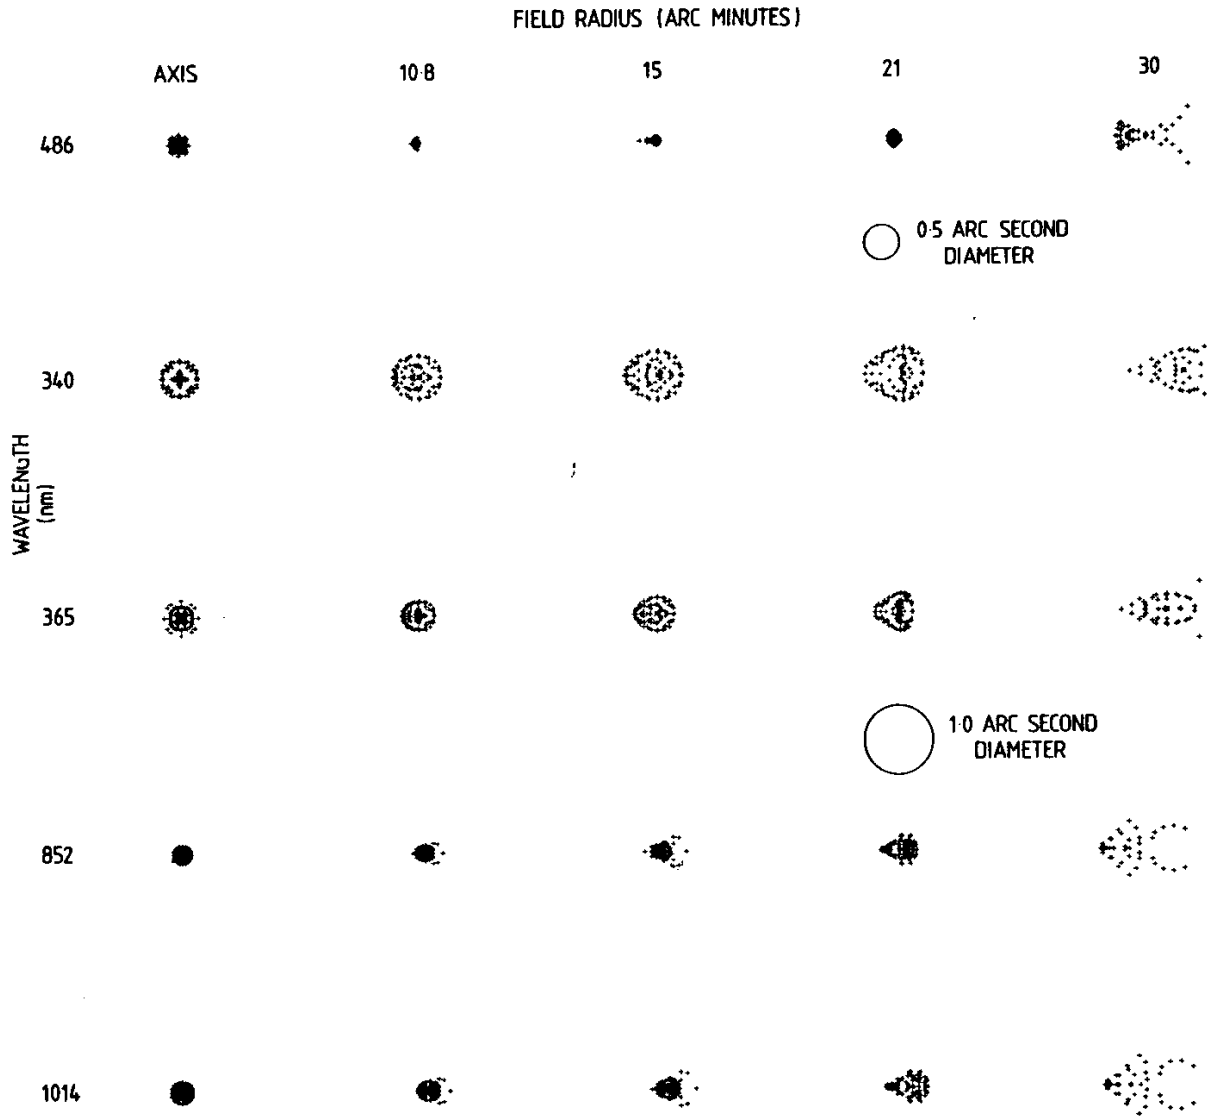 FIELD RADIUS (ARC MINUTES)
AXIS 10·8 15 21 30
486
0·5 ARC SECOND
DIAMETER
340
WAVELENGTH
(nm)
365
1·0 ARC SECOND
DIAMETER
852
1014